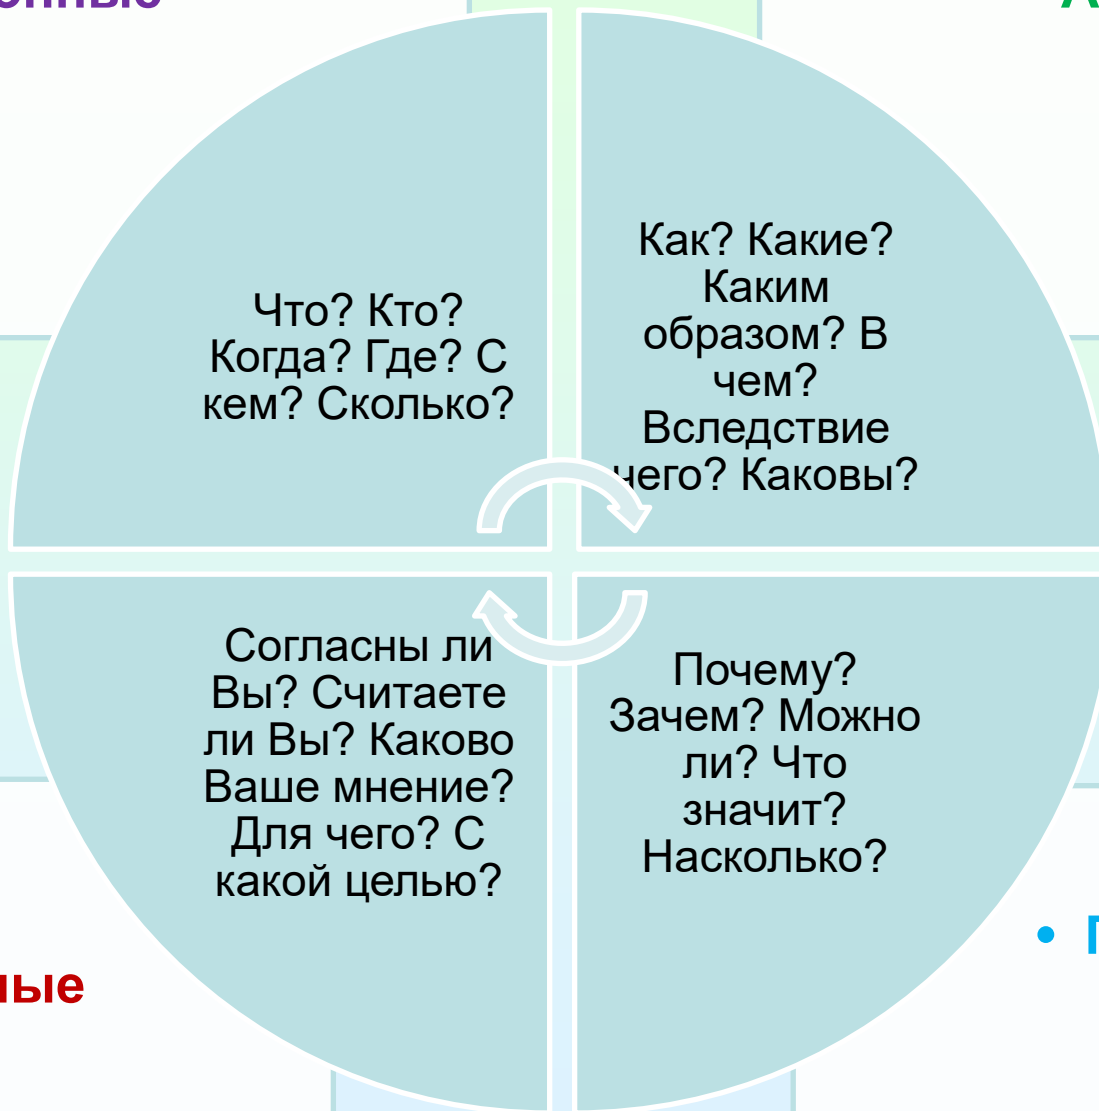 Что? Кто?
Когда? Где? С
кем? Сколько?
Как? Какие?
Каким
образом? В
чем?
Вследствие
чего? Каковы?
Согласны ли
Вы? Считаете
ли Вы? Каково
Ваше мнение?
Для чего? С
какой целью?
Почему?
Зачем? Можно
ли? Что
значит?
Насколько?